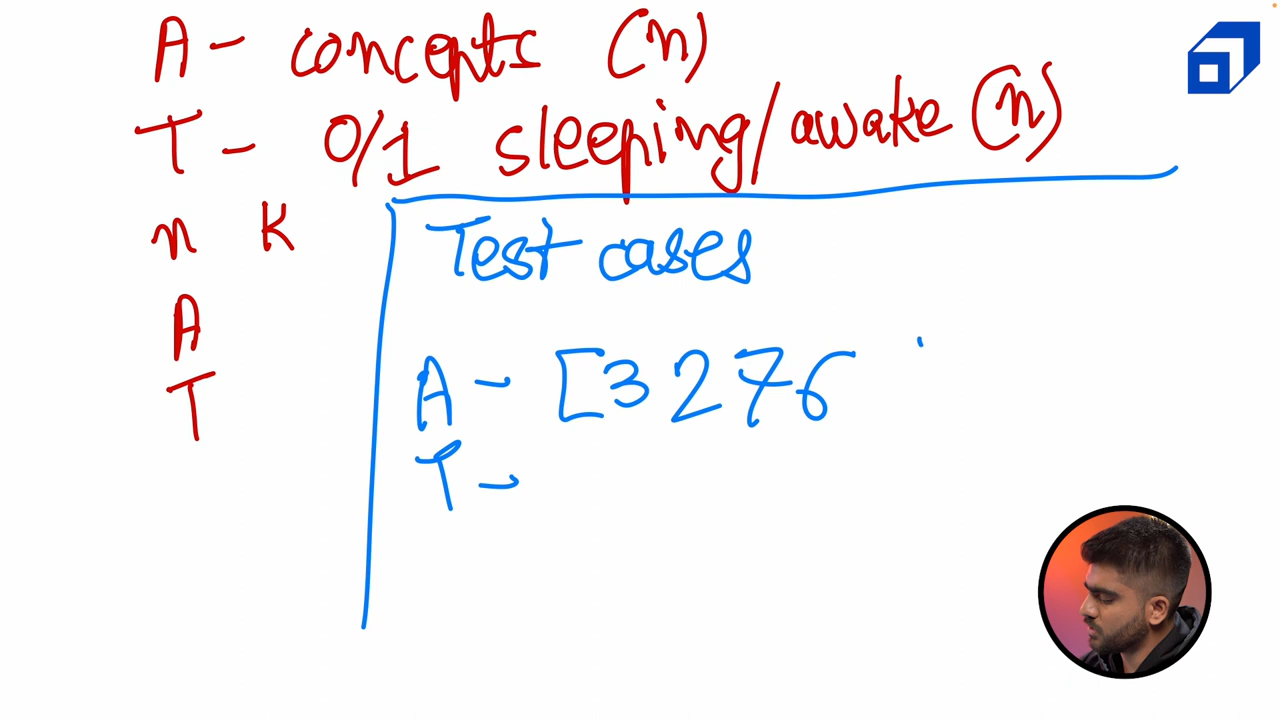 A - concepts (n)
T - 0/1 sleeping/awake (n)
n K
A
T
Test cases
A - [3 2 7 6
T -